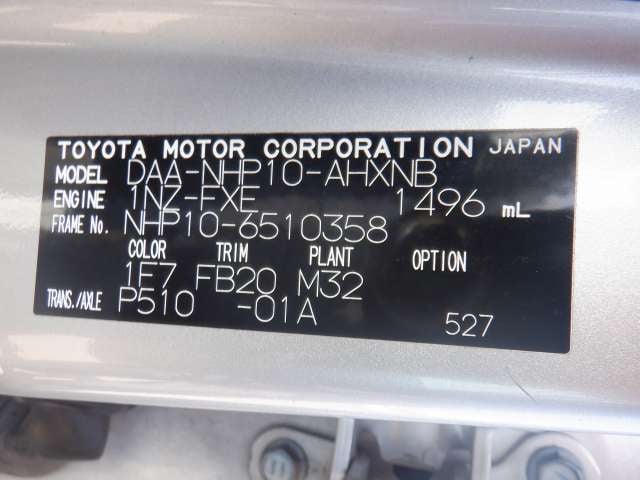 TOYOTA MOTOR CORPORATION JAPAN
MODEL DAA-NHP10-AHXNB
ENGINE 1NZ-FXE 1496 mL
FRAME No. NHP10-6510358
COLOR TRIM PLANT OPTION
1F7 FB20 M32
TRANS./AXLE P510 -01A
527